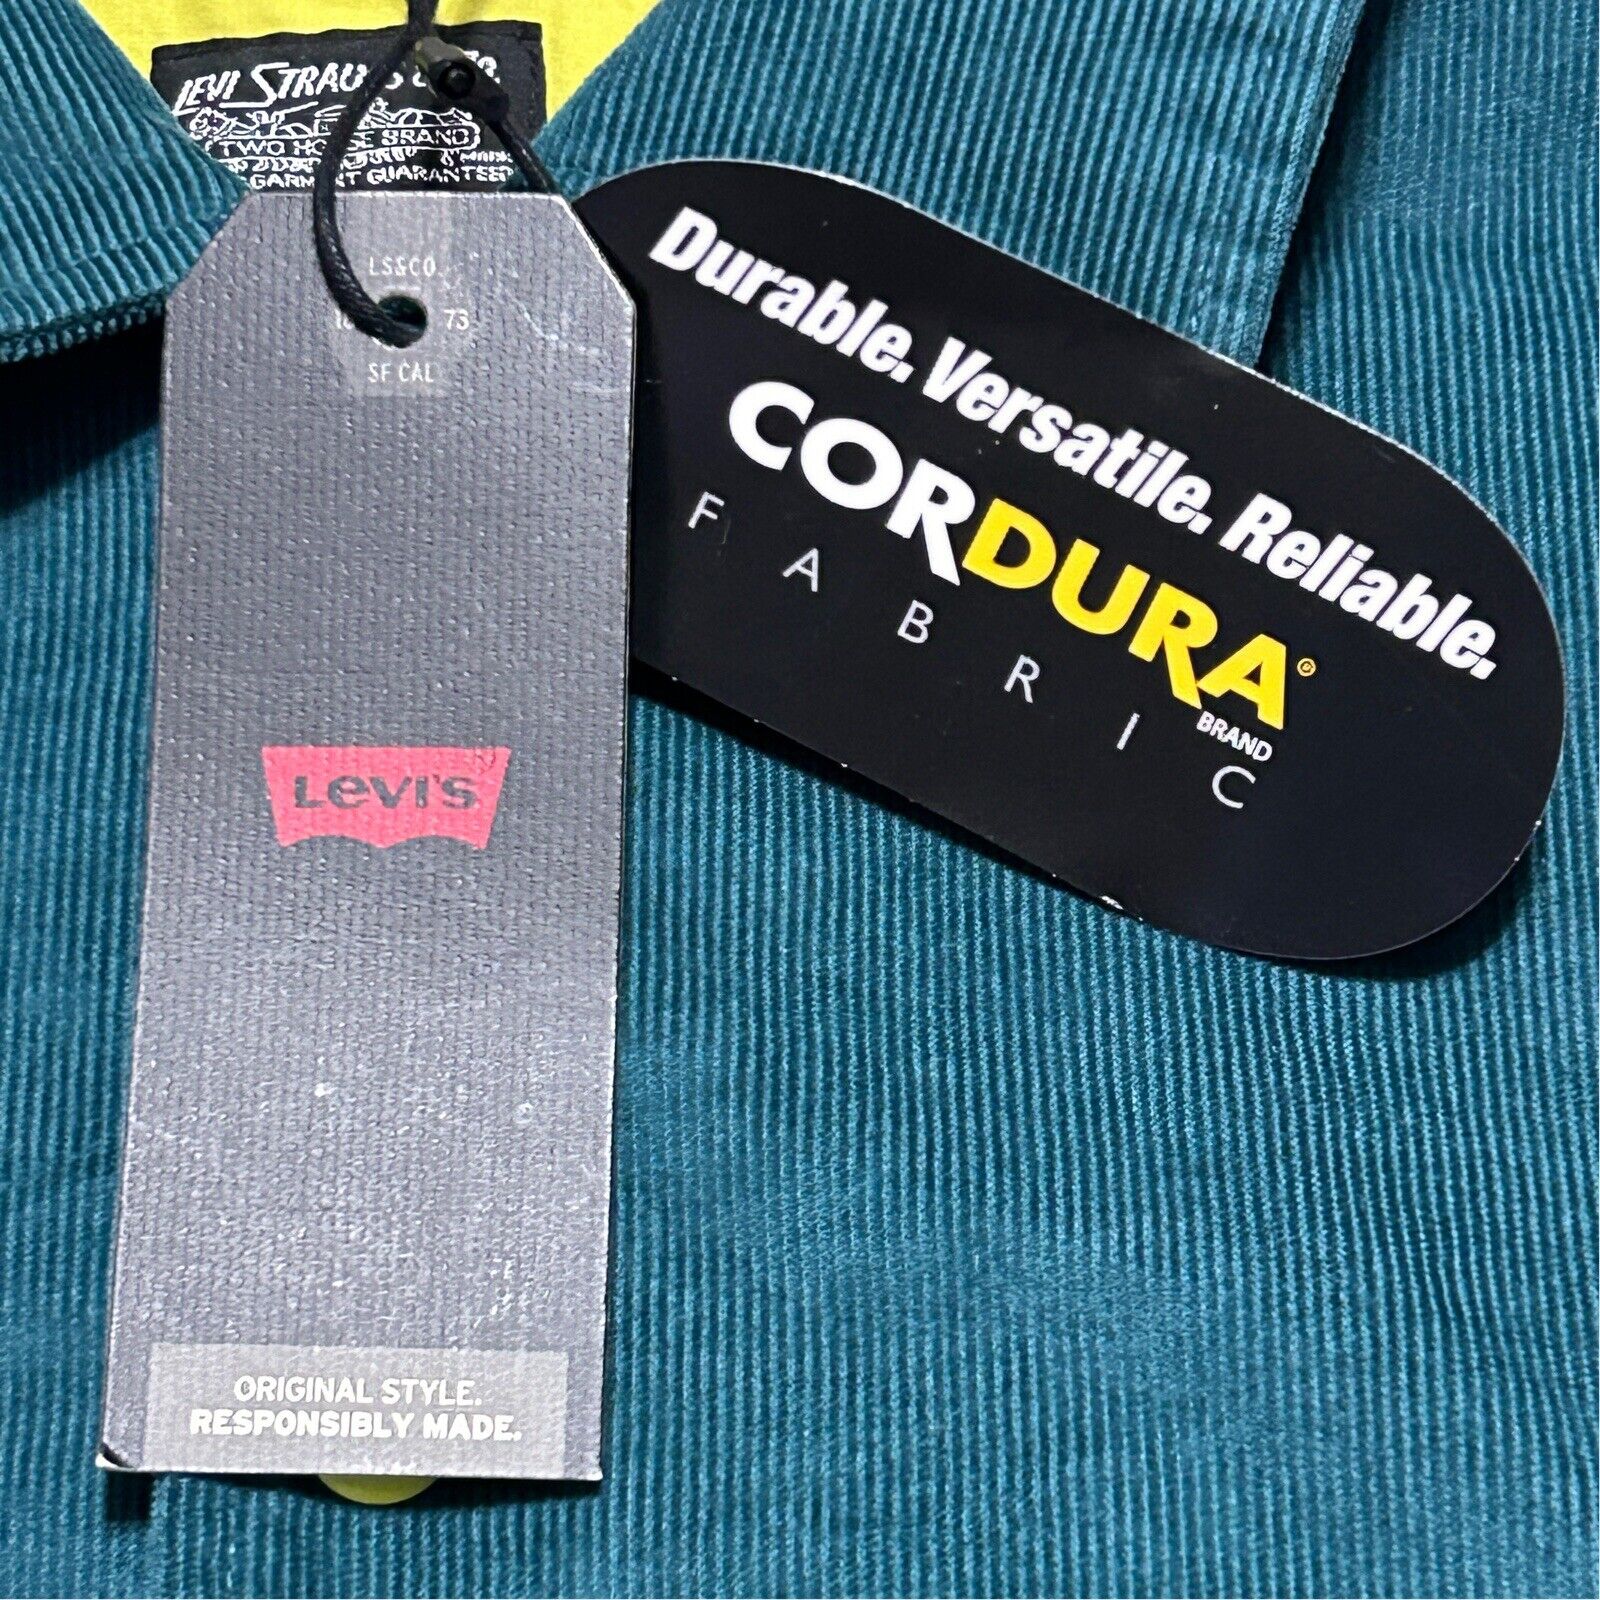 LEVI STRAUSS & CO.
TWO HORSE BRAND
GARMENT GUARANTEED
LS&CO.
73
SF CAL
Levi's
ORIGINAL STYLE.
RESPONSIBLY MADE.
Durable. Versatile. Reliable.
CORDURA®
BRAND
FABRIC